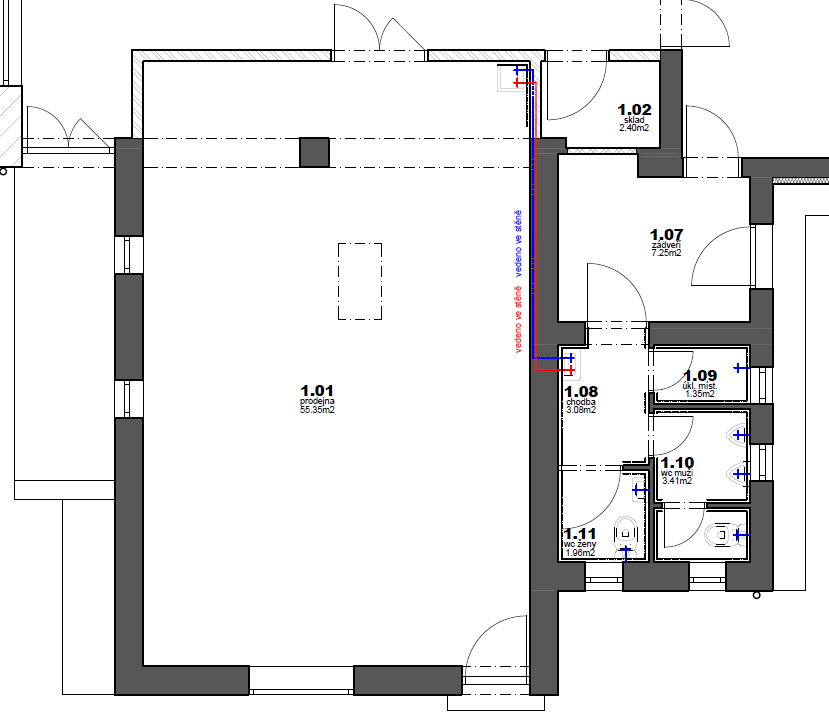 1.02
sklad
2.40m2
1.07
zádveří
7.25m2
vedeno ve stěně
vedeno ve stěně
1.01
prodejna
55.35m2
1.09
úkl. míst.
1.35m2
1.08
chodba
3.08m2
1.10
wc muži
3.41m2
1.11
wc ženy
1.96m2